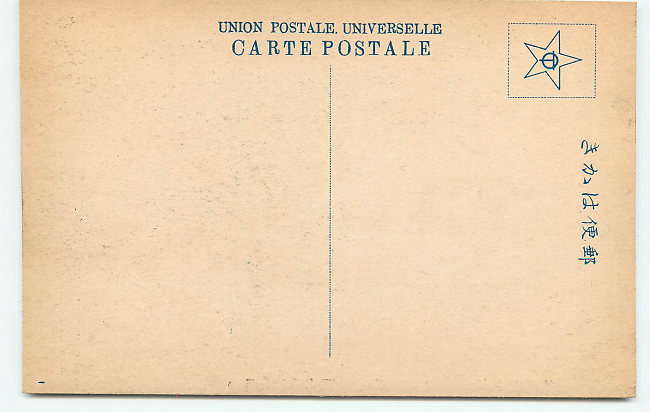 UNION POSTALE, UNIVERSELLE
CARTE POSTALE
郵便はがき